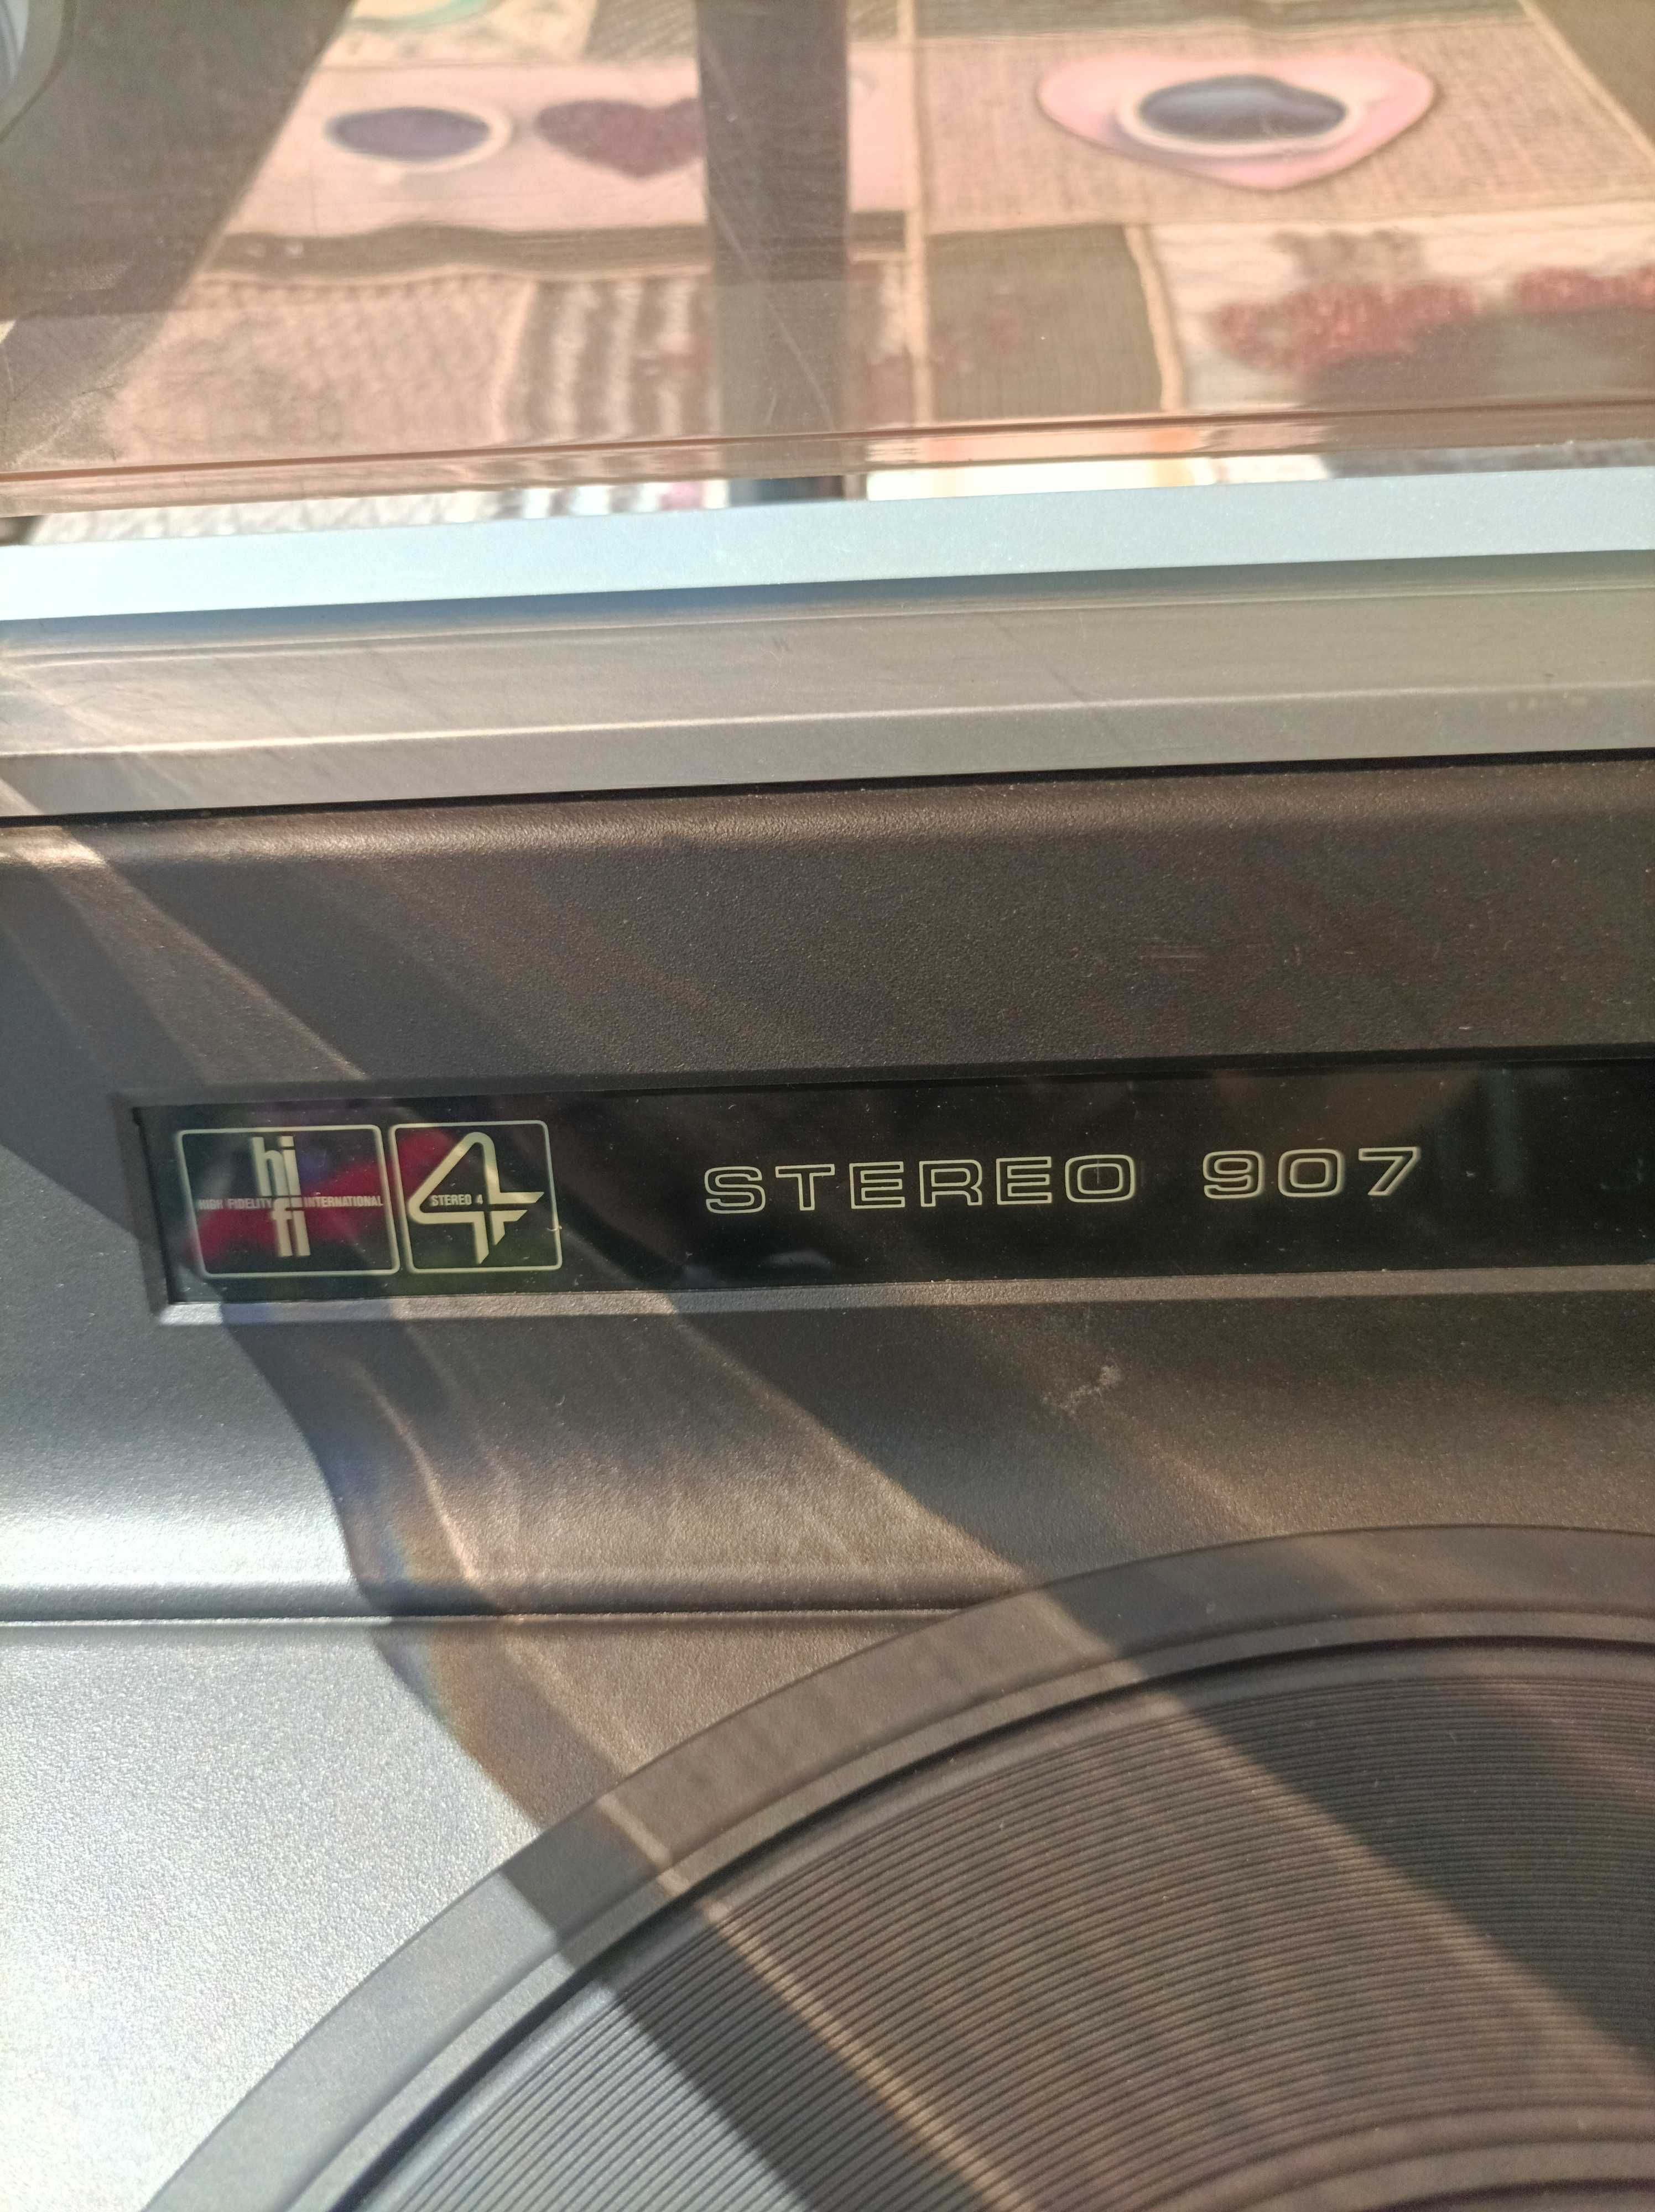 hi
HIGH FIDELITY INTERNATIONAL
fi
STEREO 4
STEREO 907